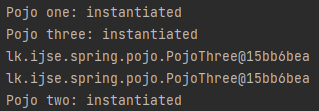 Pojo one: instantiated
Pojo three: instantiated
lk.ijse.spring.pojo.PojoThree@15bb6bea
lk.ijse.spring.pojo.PojoThree@15bb6bea
Pojo two: instantiated